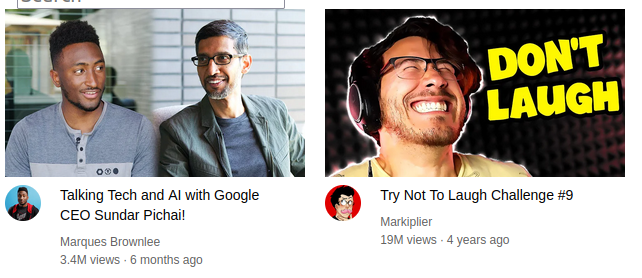 Search
DON'T
LAUGH
Talking Tech and AI with Google
CEO Sundar Pichai!
Marques Brownlee
3.4M views · 6 months ago
Try Not To Laugh Challenge #9
Markiplier
19M views · 4 years ago